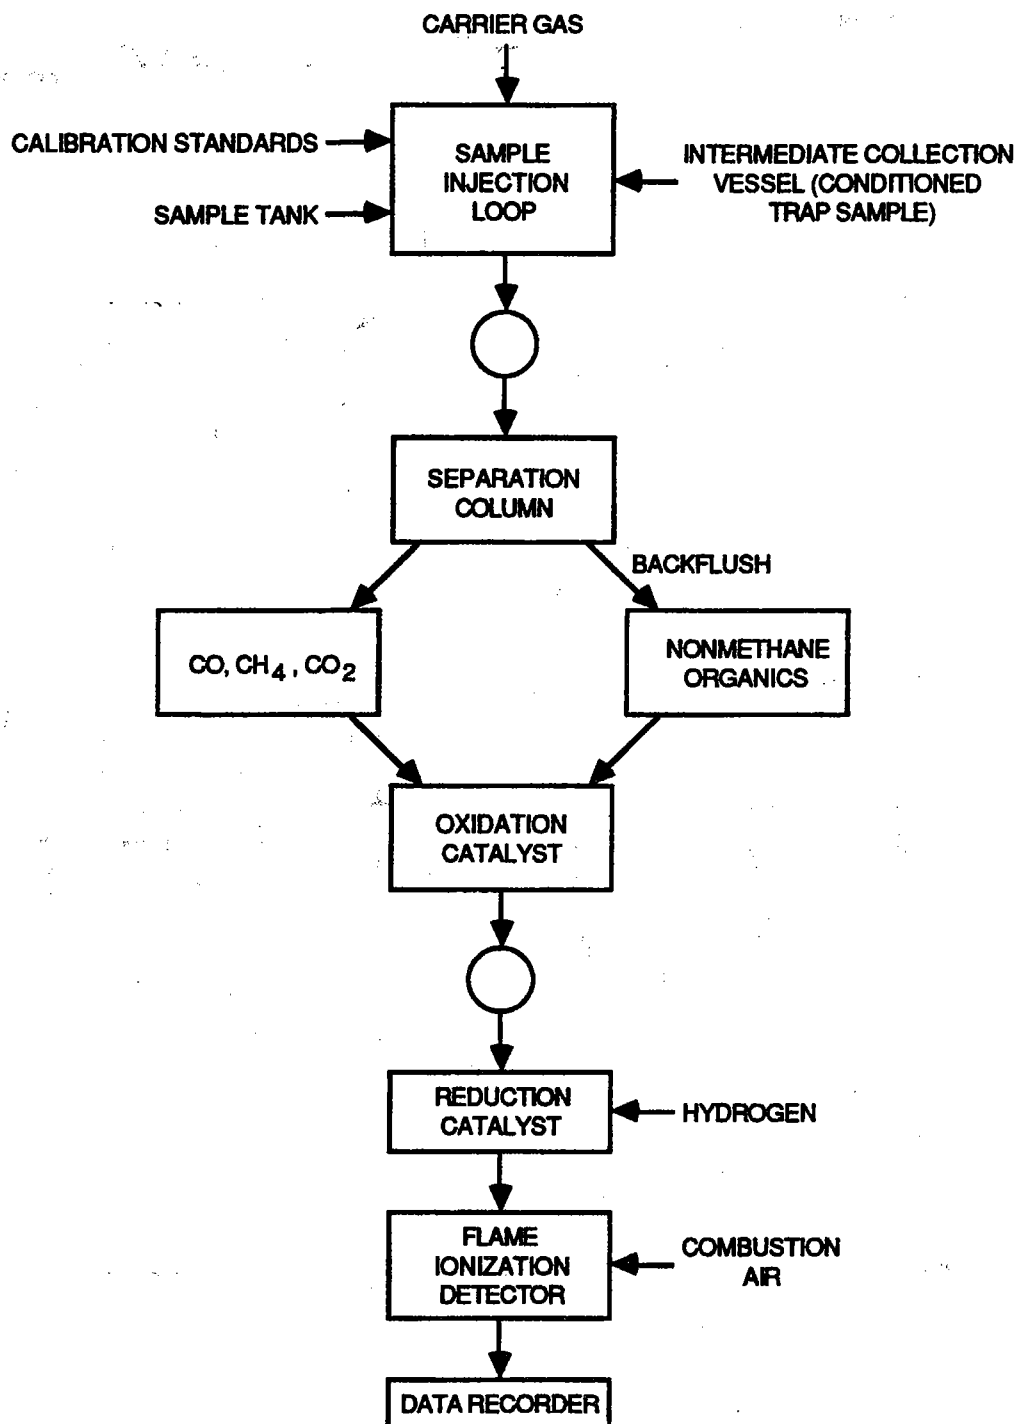 CARRIER GAS
CALIBRATION STANDARDS
SAMPLE TANK
SAMPLE
INJECTION
LOOP
INTERMEDIATE COLLECTION
VESSEL (CONDITIONED
TRAP SAMPLE)
SEPARATION
COLUMN
BACKFLUSH
CO, CH4 , CO2
NONMETHANE
ORGANICS
OXIDATION
CATALYST
REDUCTION
CATALYST
HYDROGEN
FLAME
IONIZATION
DETECTOR
COMBUSTION
AIR
DATA RECORDER